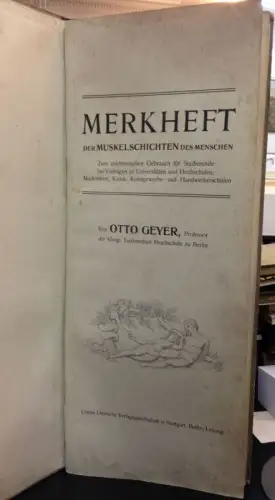 MERKHEFT
DER MUSKELSCHICHTEN DES MENSCHEN
Zum anatomischen Gebrauch für Studierende
bei Vorträgen an Universitäten und Hochschulen,
Akademien, Kunst-, Kunstgewerbe- und Handwerkerschulen
Von OTTO GEYER, Professor
der Königl. Technischen Hochschule zu Berlin
Union Deutsche Verlagsgesellschaft in Stuttgart, Berlin, Leipzig